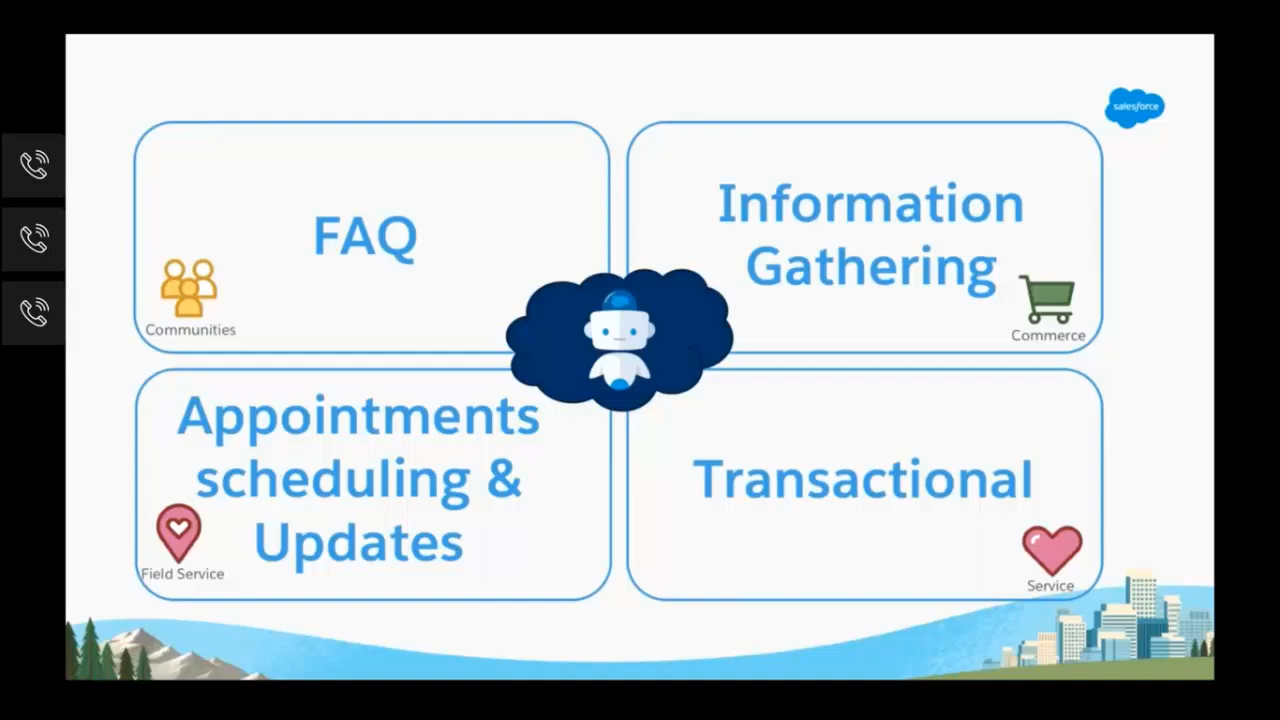 salesforce
FAQ
Communities
Information
Gathering
Commerce
Appointments
scheduling &
Updates
Field Service
Transactional
Service